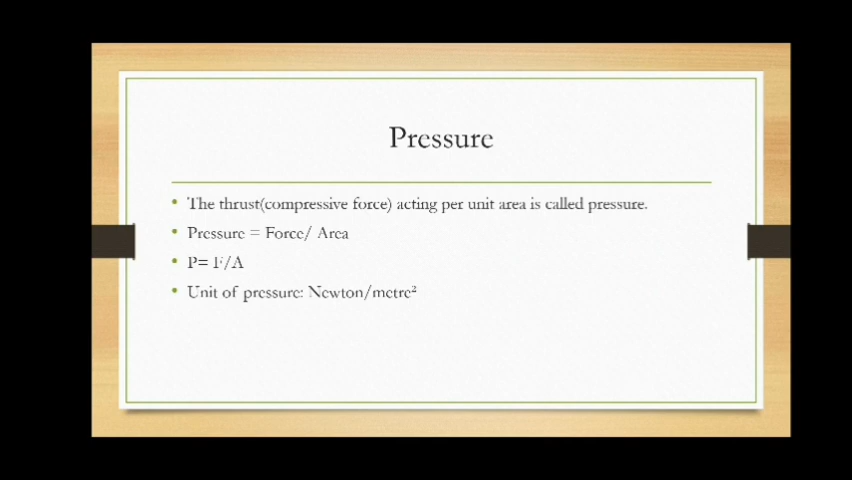 Pressure
• The thrust(compressive force) acting per unit area is called pressure.
• Pressure = Force/ Area
• P= F/A
• Unit of pressure: Newton/metre²